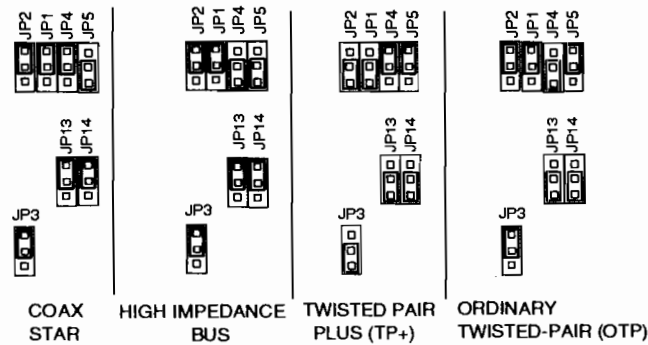 JP2 JP1 JP4 JP5
JP13 JP14
JP3
COAX
STAR
JP2 JP1 JP4 JP5
JP13 JP14
JP3
HIGH IMPEDANCE
BUS
JP2 JP1 JP4 JP5
JP13 JP14
JP3
TWISTED PAIR
PLUS (TP+)
JP2 JP1 JP4 JP5
JP13 JP14
JP3
ORDINARY
TWISTED-PAIR (OTP)